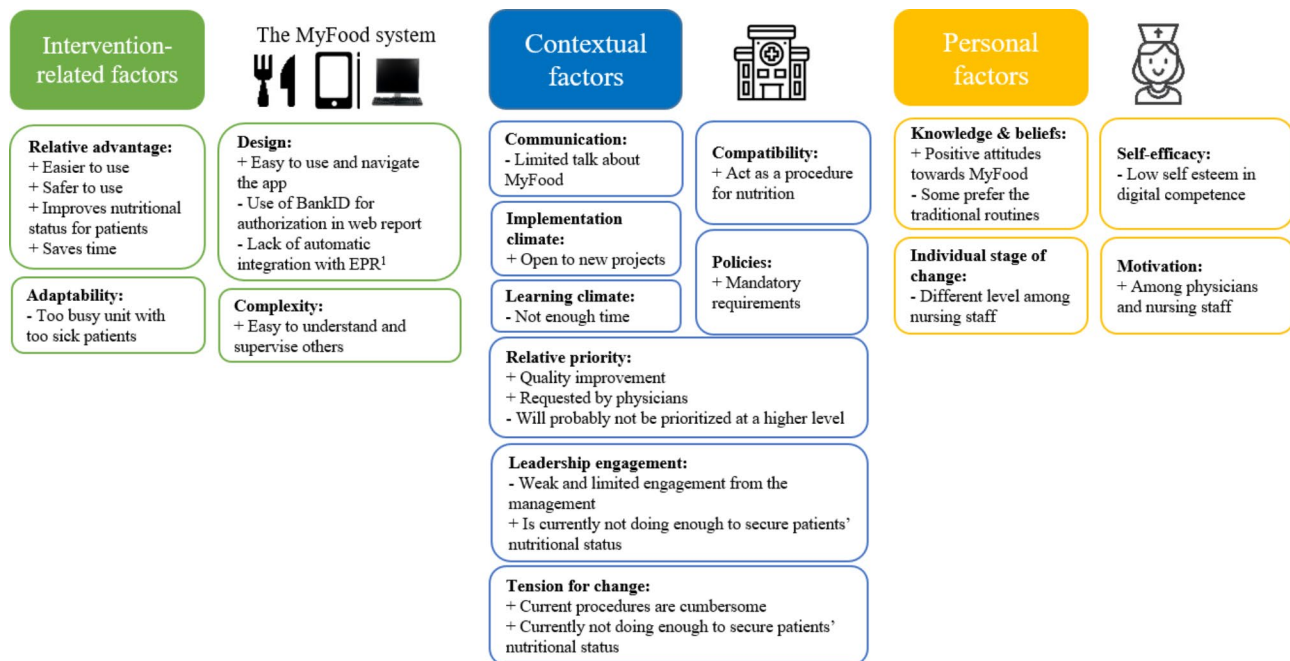 Intervention-
related factors
The MyFood system
Relative advantage:
+ Easier to use
+ Safer to use
+ Improves nutritional
status for patients
+ Saves time
Adaptability:
- Too busy unit with
too sick patients
Design:
+ Easy to use and navigate
the app
- Use of BankID for
authorization in web report
- Lack of automatic
integration with EPR¹
Complexity:
+ Easy to understand and
supervise others
Contextual
factors
Communication:
- Limited talk about
MyFood
Implementation
climate:
+ Open to new projects
Learning climate:
- Not enough time
Compatibility:
+ Act as a procedure
for nutrition
Policies:
+ Mandatory
requirements
Relative priority:
+ Quality improvement
+ Requested by physicians
- Will probably not be prioritized at a higher level
Leadership engagement:
- Weak and limited engagement from the
management
+ Is currently not doing enough to secure patients’
nutritional status
Tension for change:
+ Current procedures are cumbersome
+ Currently not doing enough to secure patients’
nutritional status
Personal
factors
Knowledge & beliefs:
+ Positive attitudes
towards MyFood
- Some prefer the
traditional routines
Individual stage of
change:
- Different level among
nursing staff
Self-efficacy:
- Low self esteem in
digital competence
Motivation:
+ Among physicians
and nursing staff